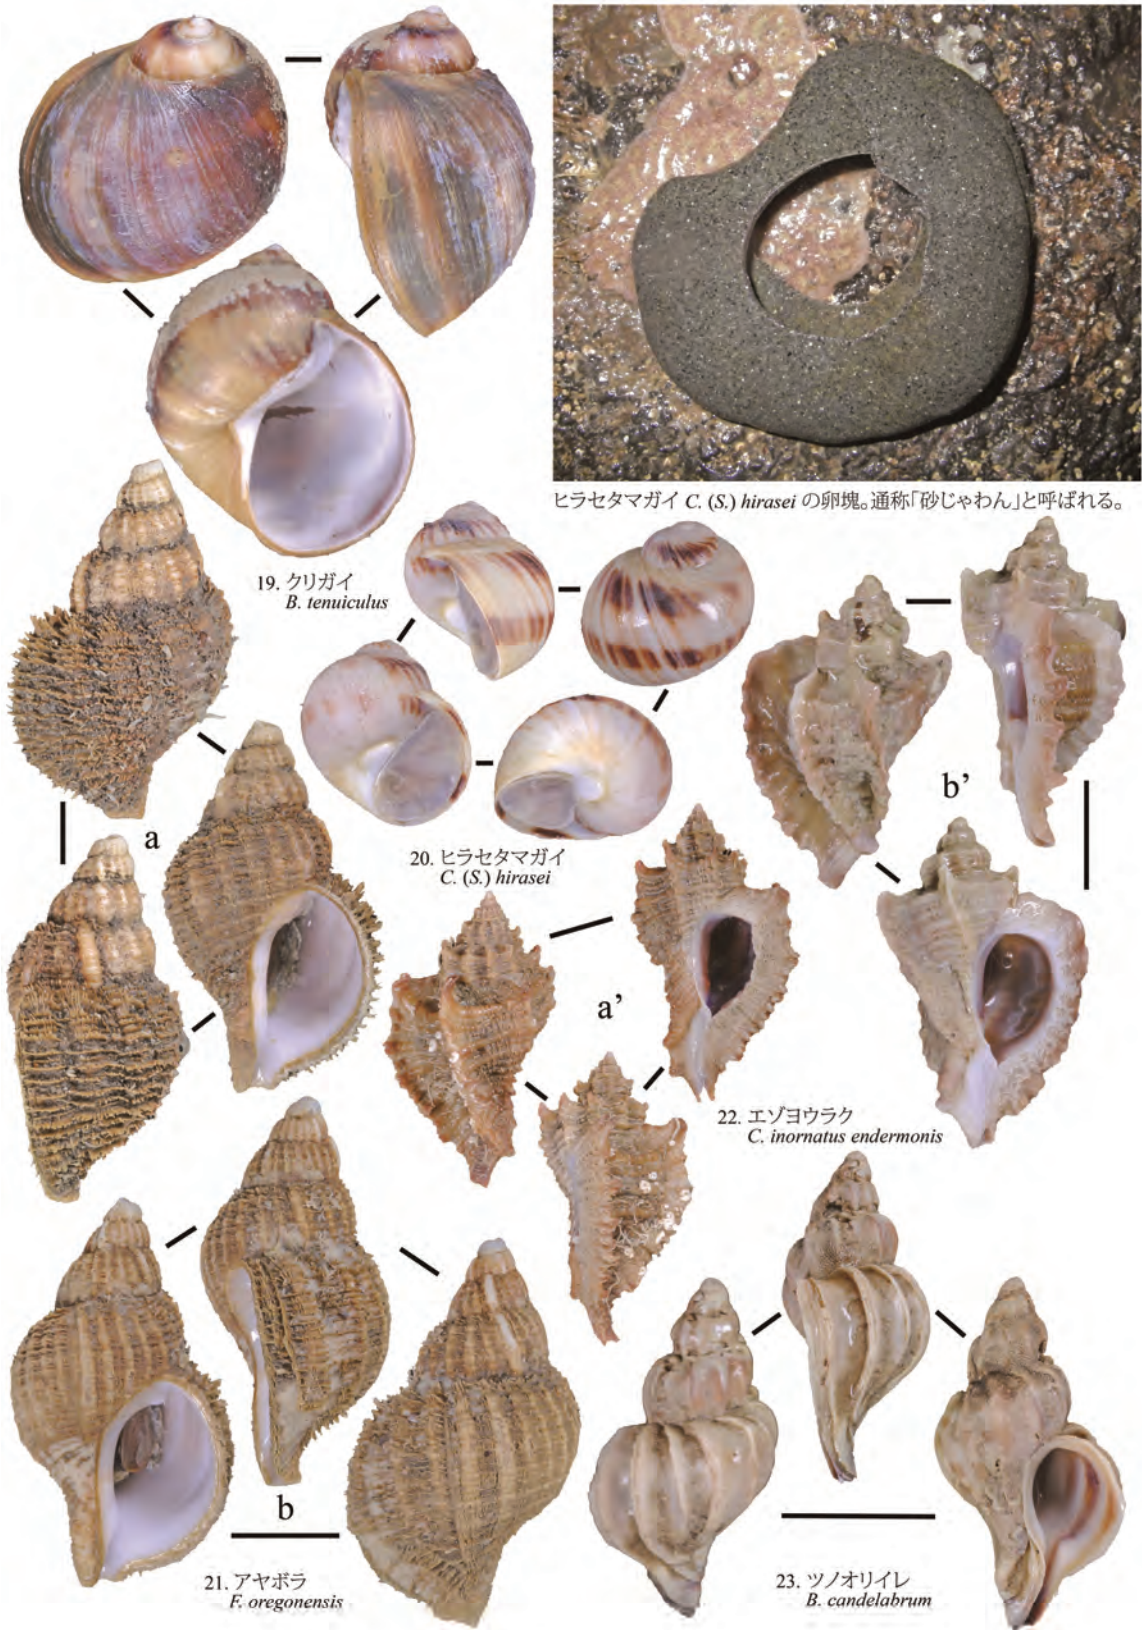 ヒラセタマガイ C. (S.) hirasei の卵塊。通称「砂じゃわん」と呼ばれる。
19. クリガイ
B. tenuiculus
b’
a
20. ヒラセタマガイ
C. (S.) hirasei
a’
22. エゾヨウラク
C. inornatus endermonis
b
21. アヤボラ
F. oregonensis
23. ツノオリイレ
B. candelabrum